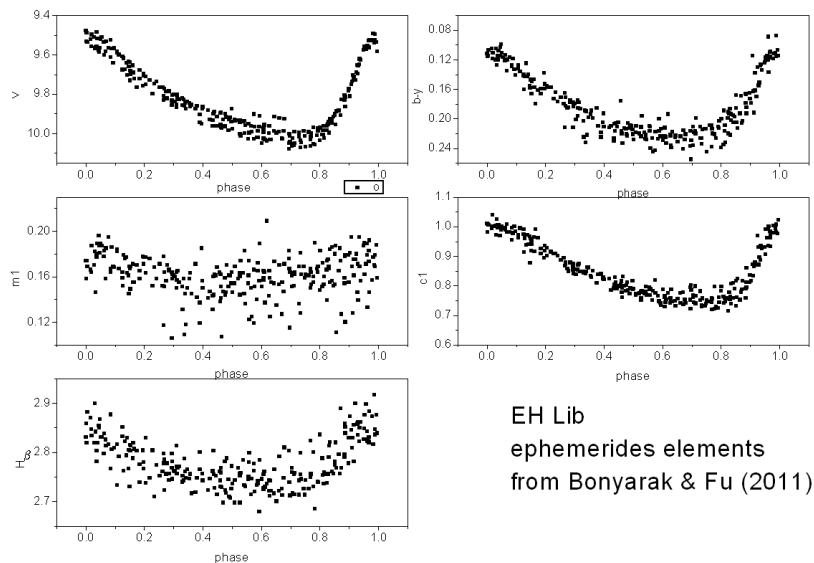 9.4
9.6
9.8
10.0
V
0.0 0.2 0.4 0.6 0.8 1.0
phase
0
0.08
0.12
0.16
0.20
0.24
b-y
0.0 0.2 0.4 0.6 0.8 1.0
phase
0.20
0.16
0.12
m1
0.0 0.2 0.4 0.6 0.8 1.0
phase
1.1
1.0
0.9
0.8
0.7
0.6
c1
0.0 0.2 0.4 0.6 0.8 1.0
phase
2.9
2.8
2.7
Hβ
0.0 0.2 0.4 0.6 0.8 1.0
phase
EH Lib
ephemerides elements
from Bonyarak & Fu (2011)